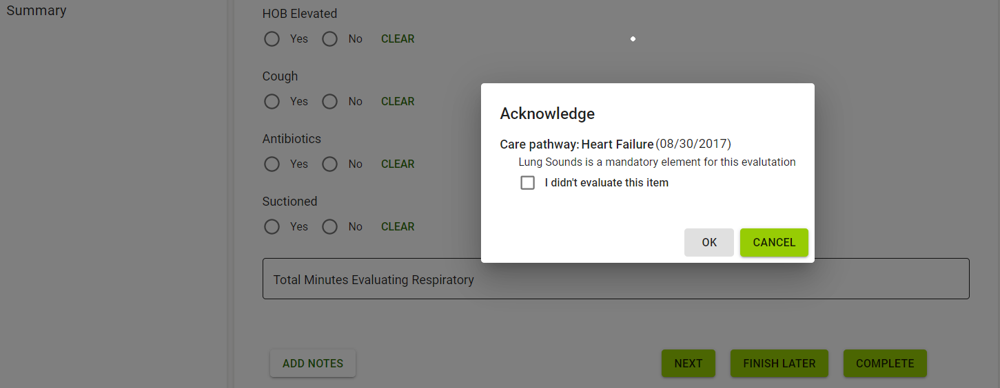 Summary
HOB Elevated
Yes No CLEAR
Cough
Yes No CLEAR
Antibiotics
Yes No CLEAR
Suctioned
Yes No CLEAR
Total Minutes Evaluating Respiratory
ADD NOTES NEXT FINISH LATER COMPLETE
Acknowledge
Care pathway: Heart Failure (08/30/2017)
Lung Sounds is a mandatory element for this evalutation
I didn't evaluate this item
OK CANCEL